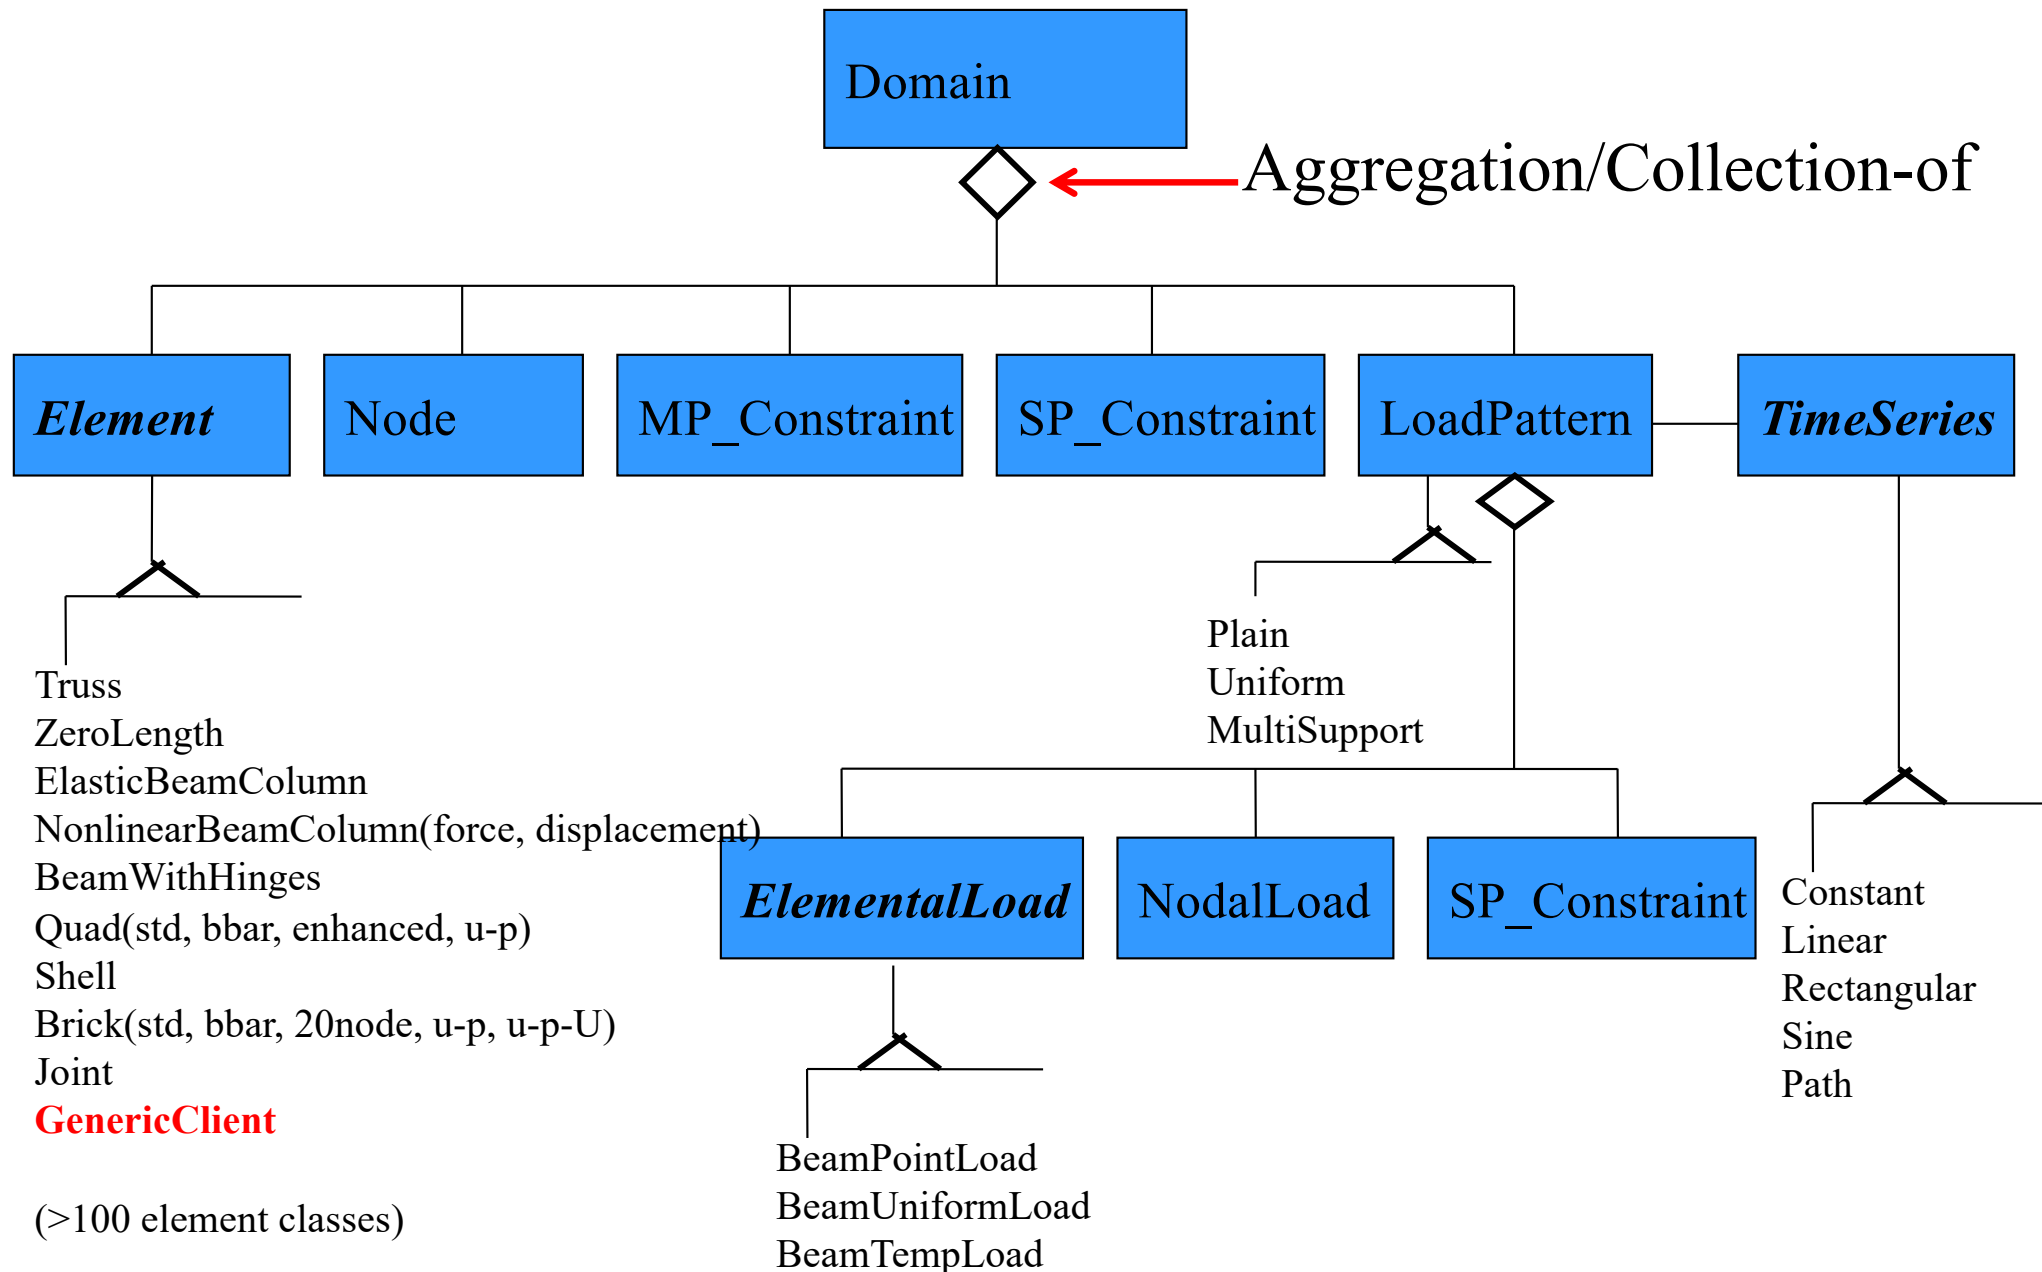 Domain
Aggregation/Collection-of
Element
Node
MP_Constraint
SP_Constraint
LoadPattern
TimeSeries
Truss
ZeroLength
ElasticBeamColumn
NonlinearBeamColumn(force, displacement)
BeamWithHinges
Quad(std, bbar, enhanced, u-p)
Shell
Brick(std, bbar, 20node, u-p, u-p-U)
Joint
GenericClient
(>100 element classes)
Plain
Uniform
MultiSupport
ElementalLoad
NodalLoad
SP_Constraint
BeamPointLoad
BeamUniformLoad
BeamTempLoad
Constant
Linear
Rectangular
Sine
Path